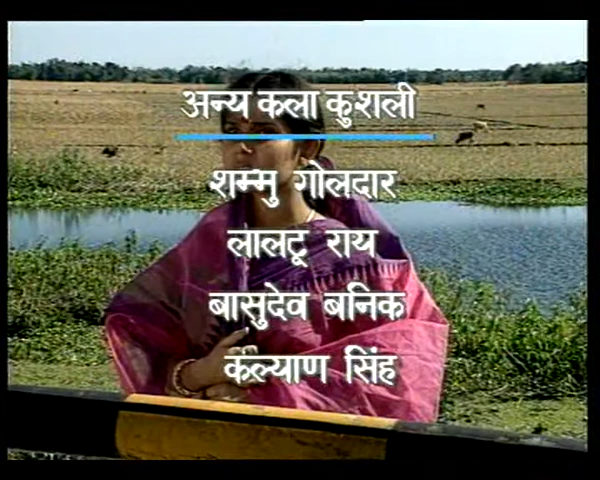 अन्य कला कुशली
शम्मु गोलदार
लालटू राय
बासुदेव बनिक
कल्याण सिंह